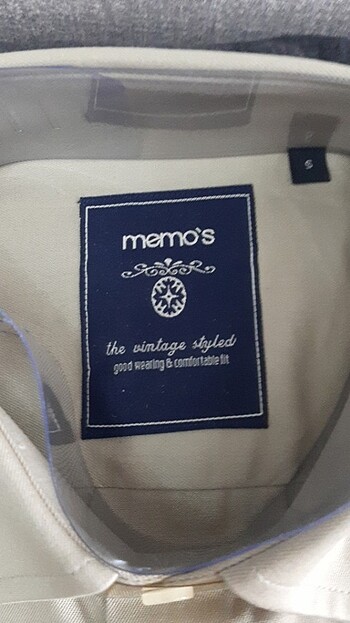 s
memo's
the vintage styled
good wearing & comfortable fit